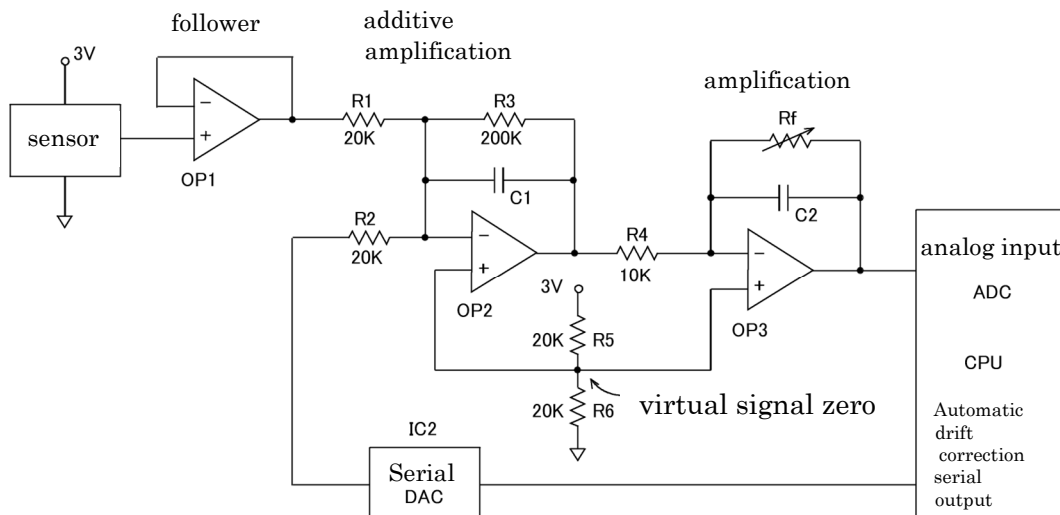 follower
additive
amplification
amplification
3V
sensor
−
+
OP1
R1
20K
R3
200K
C1
R2
20K
−
+
OP2
R4
10K
Rf
C2
−
+
OP3
3V
20K R5
20K R6
virtual signal zero
IC2
Serial
DAC
analog input
ADC
CPU
Automatic
drift
correction
serial
output